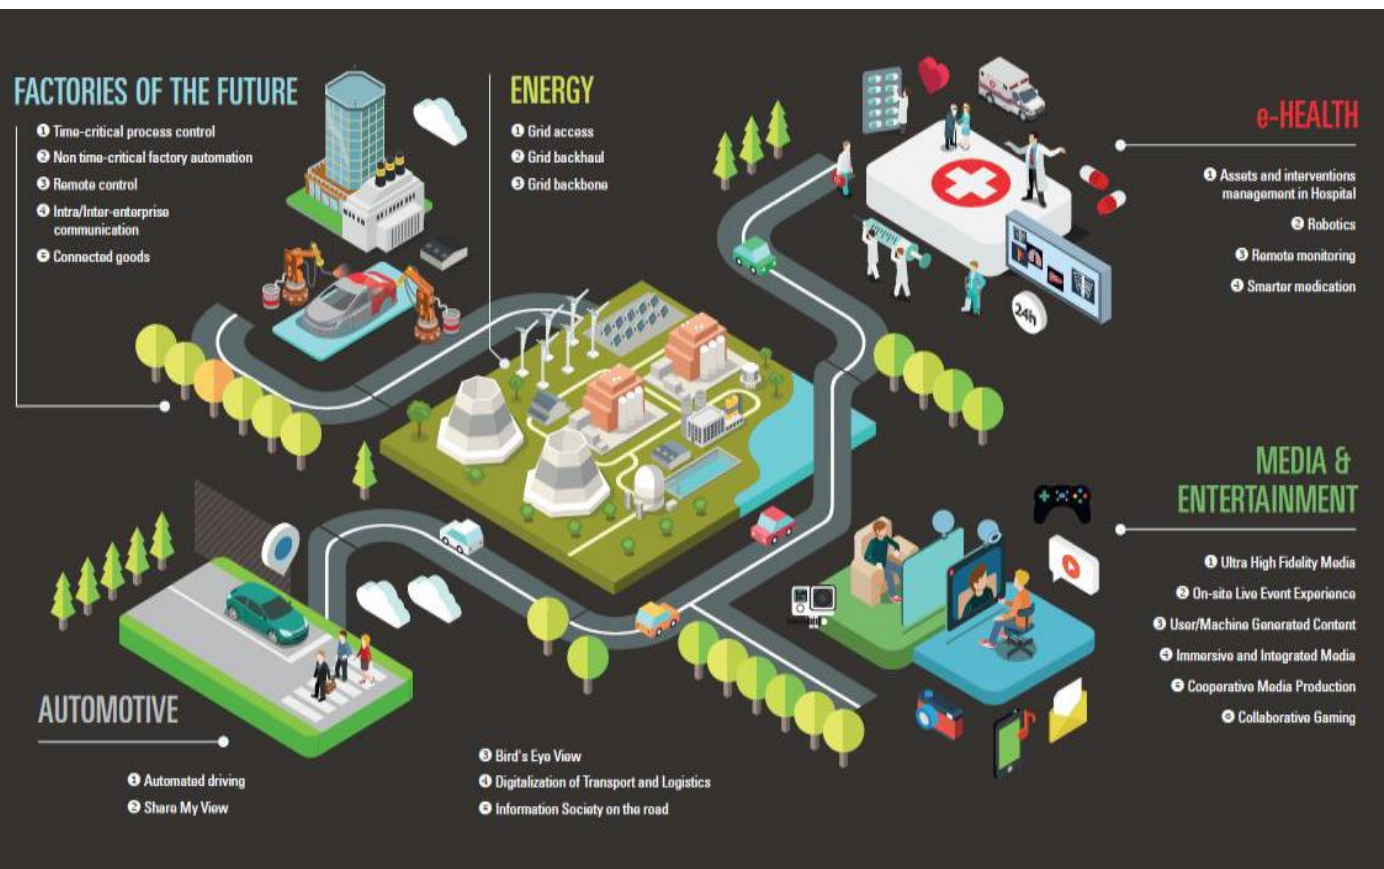 FACTORIES OF THE FUTURE
1 Time-critical process control
2 Non time-critical factory automation
3 Remote control
4 Intra/Inter-enterprise
communication
5 Connected goods
ENERGY
1 Grid access
2 Grid backhaul
3 Grid backbone
e-HEALTH
1 Assets and interventions
management in Hospital
2 Robotics
3 Remote monitoring
4 Smarter medication
24h
MEDIA &
ENTERTAINMENT
1 Ultra High Fidelity Media
2 On-site Live Event Experience
3 User/Machine Generated Content
4 Immersive and Integrated Media
5 Cooperative Media Production
6 Collaborative Gaming
AUTOMOTIVE
1 Automated driving
2 Share My View
3 Bird's Eye View
4 Digitalization of Transport and Logistics
5 Information Society on the road